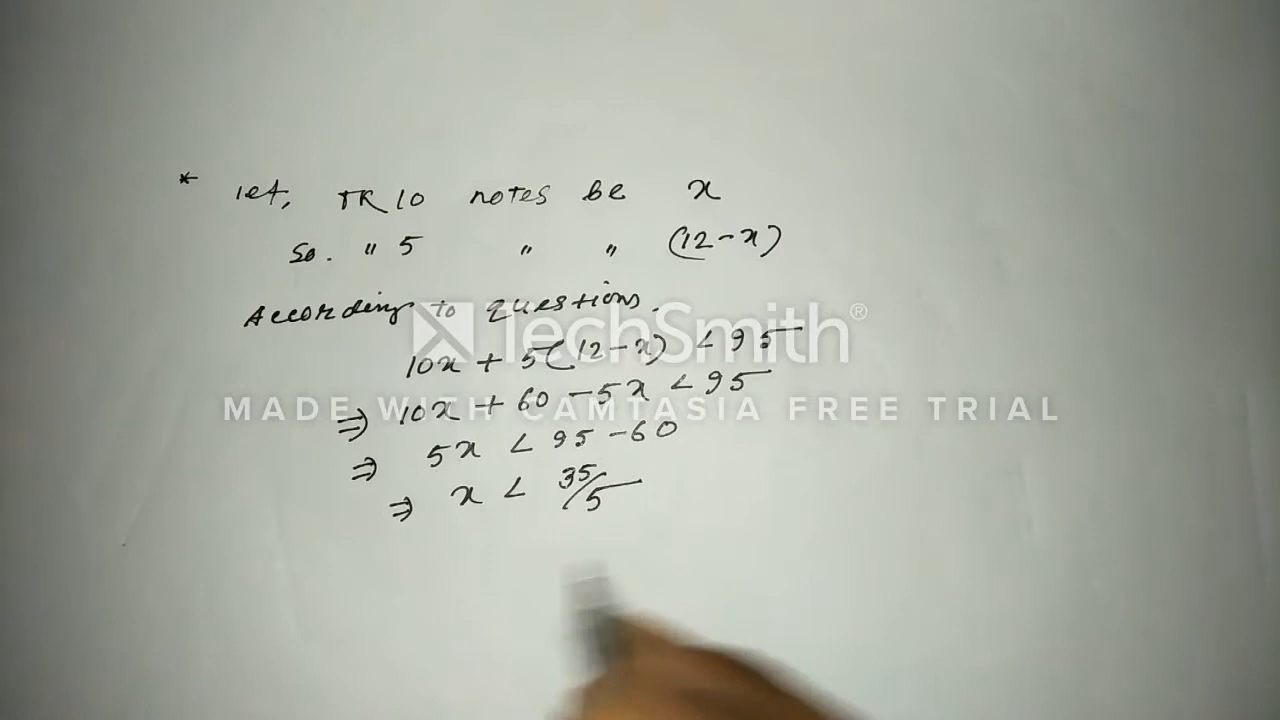 * let, TK 10 notes be x
So. " 5 " " (12-x)
According to questions.
10x + 5(12-x) < 95
⇒ 10x + 60 - 5x < 95
⇒ 5x < 95 - 60
⇒ x < 35/5
TechSmith®
MADE WITH CAMTASIA FREE TRIAL